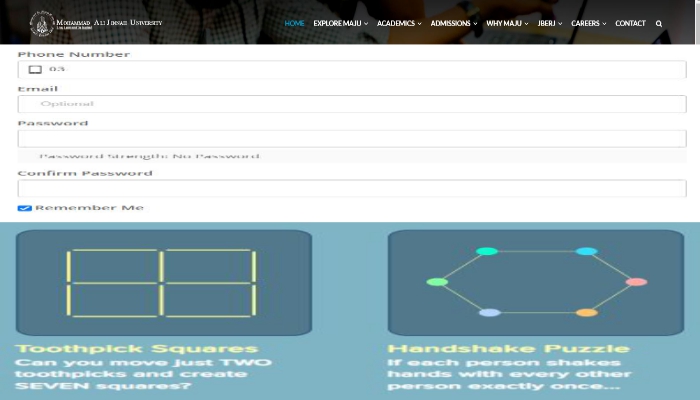 Mohammad Ali Jinnah University
HOME EXPLORE MAJU ACADEMICS ADMISSIONS WHY MAJU JBERJ CAREERS CONTACT
Phone Number
03-
Email
Optional
Password
Password Strength: No Password
Confirm Password
Remember Me
Toothpick Squares
Can you move just TWO
toothpicks and create
SEVEN squares?
Handshake Puzzle
If each person shakes
hands with every other
person exactly once...